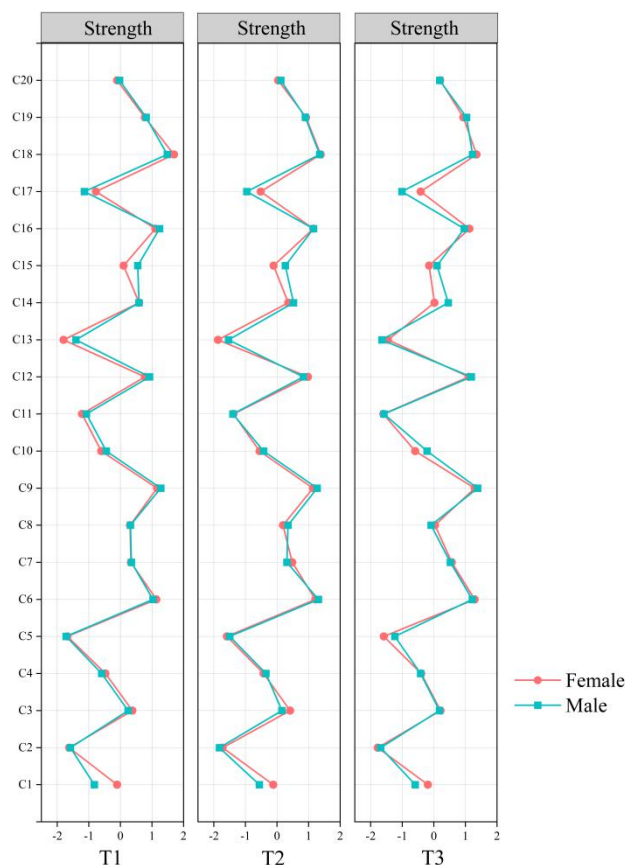 Strength Strength Strength
C20
C19
C18
C17
C16
C15
C14
C13
C12
C11
C10
C9
C8
C7
C6
C5
C4
C3
C2
C1
Female
Male
-2 -1 0 1 2 -2 -1 0 1 2 -2 -1 0 1 2
T1 T2 T3